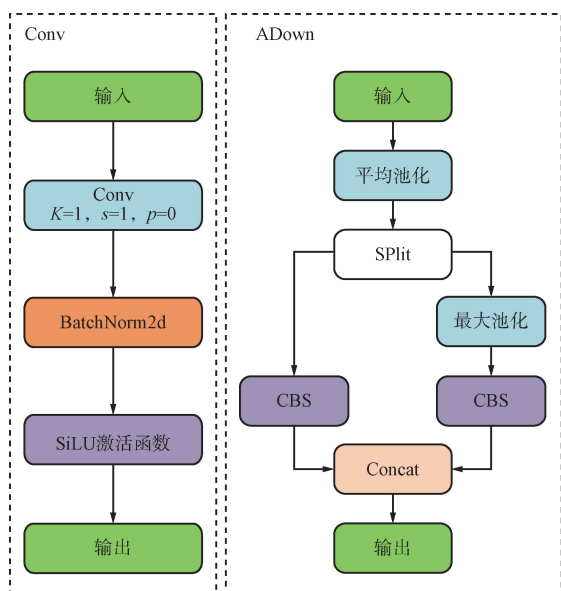 Conv
输入
Conv
K=1，s=1，p=0
BatchNorm2d
SiLU激活函数
输出
ADown
输入
平均池化
SPlit
最大池化
CBS
CBS
Concat
输出